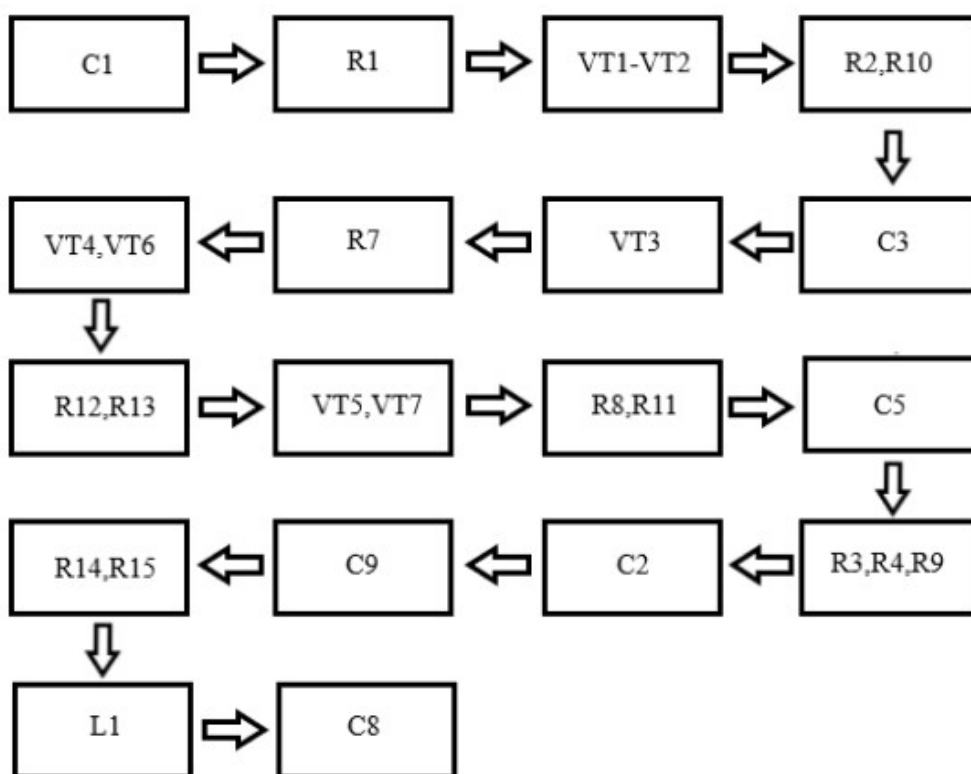 C1
R1
VT1-VT2
R2,R10
VT4,VT6
R7
VT3
C3
R12,R13
VT5,VT7
R8,R11
C5
R14,R15
C9
C2
R3,R4,R9
L1
C8